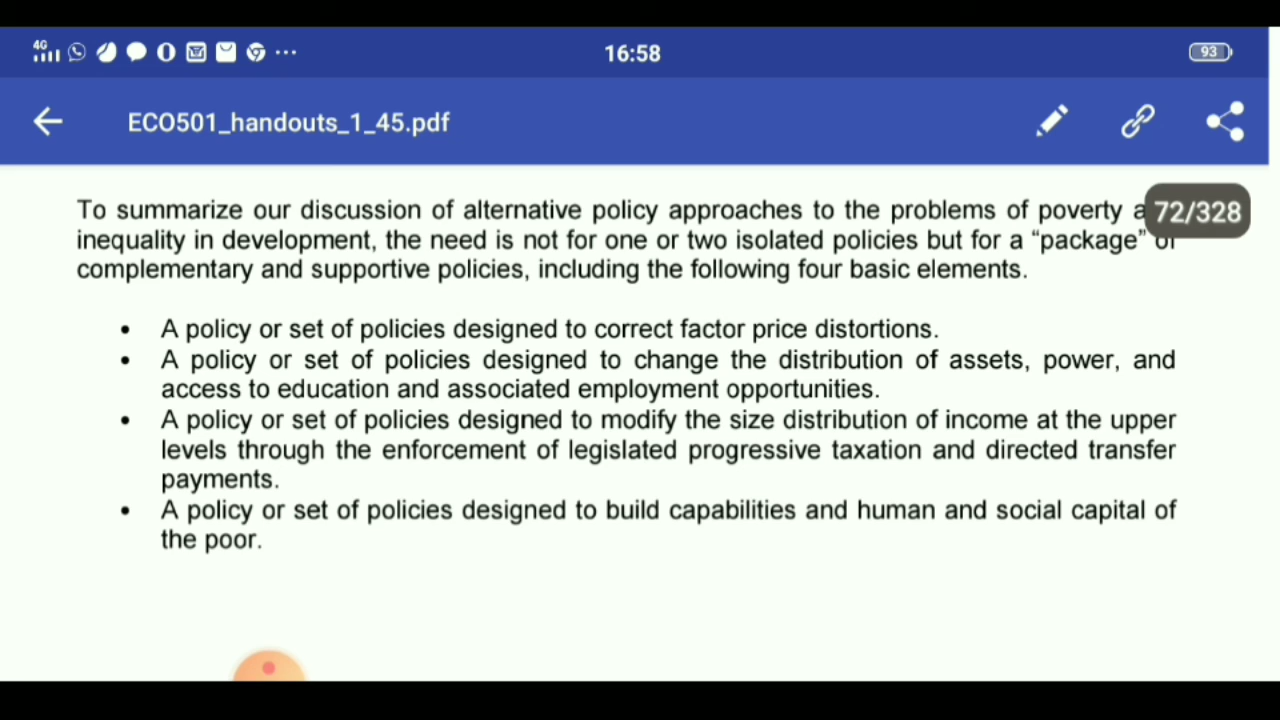 4G 16:58 93
ECO501_handouts_1_45.pdf
72/328
To summarize our discussion of alternative policy approaches to the problems of poverty a
inequality in development, the need is not for one or two isolated policies but for a “package” of
complementary and supportive policies, including the following four basic elements.
• A policy or set of policies designed to correct factor price distortions.
• A policy or set of policies designed to change the distribution of assets, power, and
access to education and associated employment opportunities.
• A policy or set of policies designed to modify the size distribution of income at the upper
levels through the enforcement of legislated progressive taxation and directed transfer
payments.
• A policy or set of policies designed to build capabilities and human and social capital of
the poor.